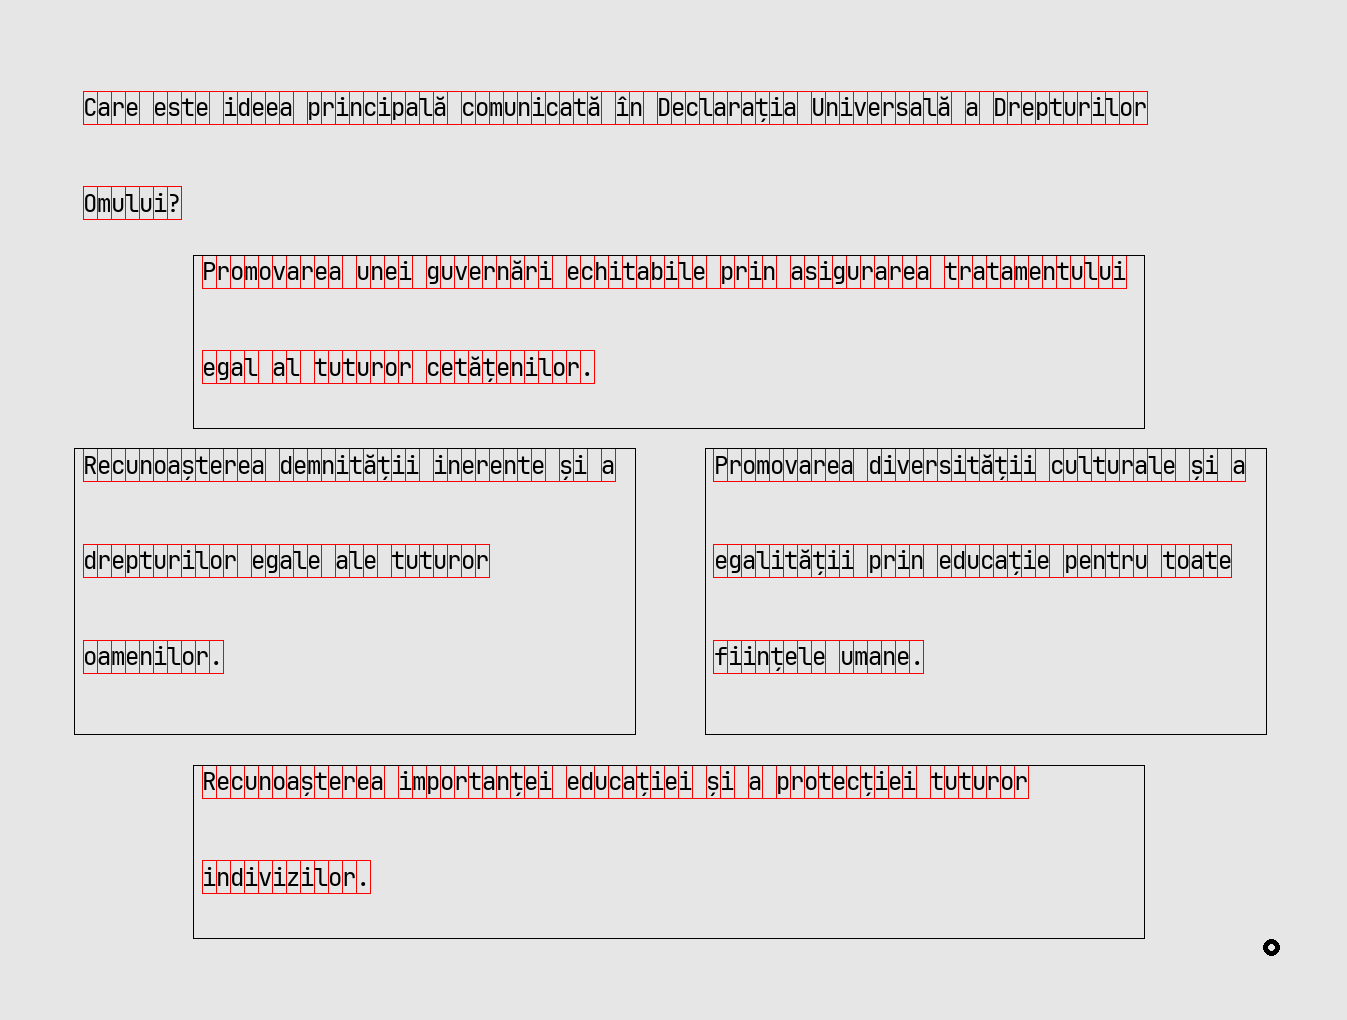 Care este ideea principală comunicată în Declarația Universală a Drepturilor
Omului?
Promovarea unei guvernări echitabile prin asigurarea tratamentului
egal al tuturor cetățenilor.
Recunoașterea demnității inerente și a
drepturilor egale ale tuturor
oamenilor.
Promovarea diversității culturale și a
egalității prin educație pentru toate
ființele umane.
Recunoașterea importanței educației și a protecției tuturor
indivizilor.